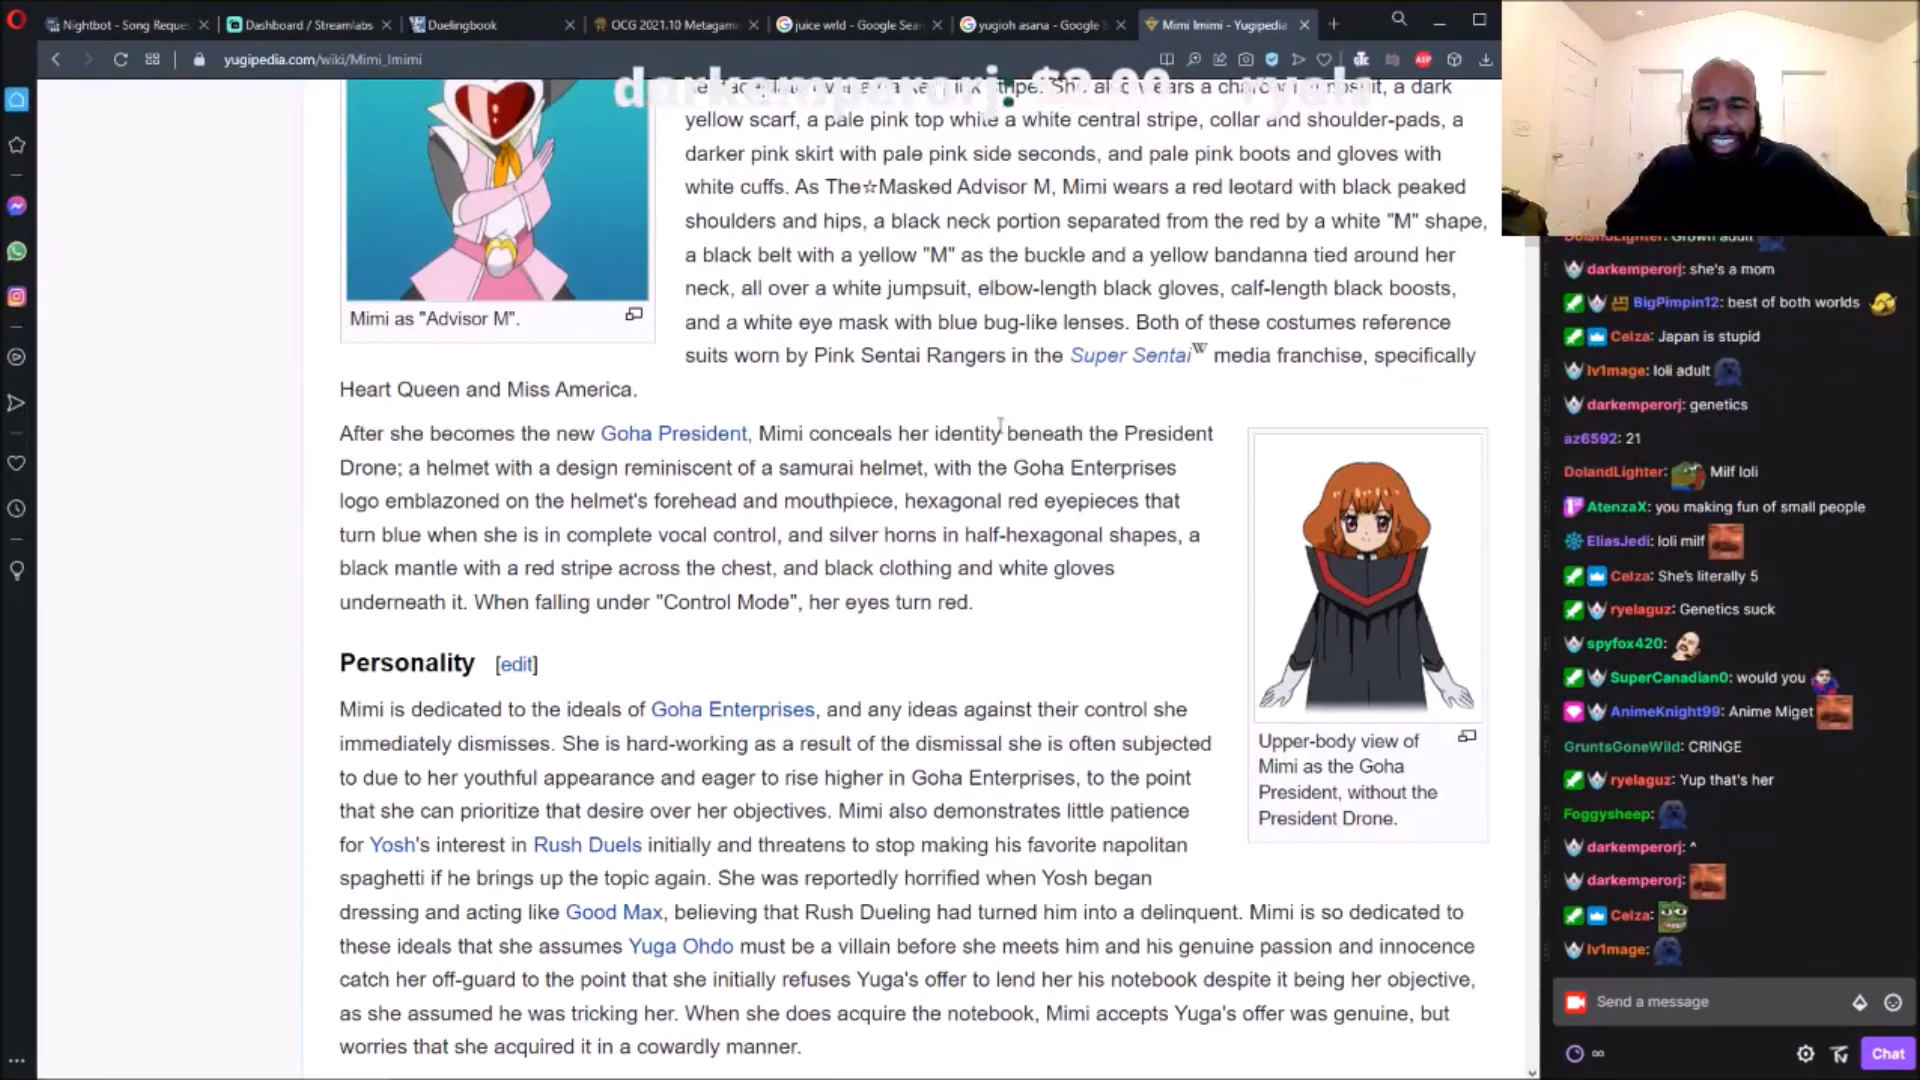 Nightbot - Song Reques
Dashboard / Streamlabs
Duelingbook
OCG 2021.10 Metagame
juice wrld - Google Sear
yugioh asana - Google S
Mimi Imimi - Yugipedia
yugipedia.com/wiki/Mimi_Imimi
ABP
darkemperorj: $2.00
stripe. She also wears a
a dark
yellow scarf, a pale pink top white a white central stripe, collar and shoulder-pads, a
darker pink skirt with pale pink side seconds, and pale pink boots and gloves with
white cuffs. As The☆Masked Advisor M, Mimi wears a red leotard with black peaked
shoulders and hips, a black neck portion separated from the red by a white "M" shape,
a black belt with a yellow "M" as the buckle and a yellow bandanna tied around her
neck, all over a white jumpsuit, elbow-length black gloves, calf-length black boosts,
and a white eye mask with blue bug-like lenses. Both of these costumes reference
suits worn by Pink Sentai Rangers in the Super Sentai W media franchise, specifically
Heart Queen and Miss America.
Mimi as "Advisor M".
After she becomes the new Goha President, Mimi conceals her identity beneath the President
Drone; a helmet with a design reminiscent of a samurai helmet, with the Goha Enterprises
logo emblazoned on the helmet's forehead and mouthpiece, hexagonal red eyepieces that
turn blue when she is in complete vocal control, and silver horns in half-hexagonal shapes, a
black mantle with a red stripe across the chest, and black clothing and white gloves
underneath it. When falling under "Control Mode", her eyes turn red.
Personality [edit]
Mimi is dedicated to the ideals of Goha Enterprises, and any ideas against their control she
immediately dismisses. She is hard-working as a result of the dismissal she is often subjected
to due to her youthful appearance and eager to rise higher in Goha Enterprises, to the point
that she can prioritize that desire over her objectives. Mimi also demonstrates little patience
for Yosh's interest in Rush Duels initially and threatens to stop making his favorite napolitan
spaghetti if he brings up the topic again. She was reportedly horrified when Yosh began
dressing and acting like Good Max, believing that Rush Dueling had turned him into a delinquent. Mimi is so dedicated to
these ideals that she assumes Yuga Ohdo must be a villain before she meets him and his genuine passion and innocence
catch her off-guard to the point that she initially refuses Yuga's offer to lend her his notebook despite it being her objective,
as she assumed he was tricking her. When she does acquire the notebook, Mimi accepts Yuga's offer was genuine, but
worries that she acquired it in a cowardly manner.
Upper-body view of
Mimi as the Goha
President, without the
President Drone.
DolandLighter: Grown adult
darkemperorj: she's a mom
BigPimpin12: best of both worlds
Celza: Japan is stupid
lv1mage: loli adult
darkemperorj: genetics
az6592: 21
DolandLighter: Milf loli
AtenzaX: you making fun of small people
EliasJedi: loli milf
Celza: She's literally 5
ryelaguz: Genetics suck
spyfox420:
SuperCanadian0: would you
AnimeKnight99: Anime Miget
GruntsGoneWild: CRINGE
ryelaguz: Yup that's her
Foggysheep:
darkemperorj: ^
darkemperorj:
Celza:
lv1mage:
Send a message
∞
Chat